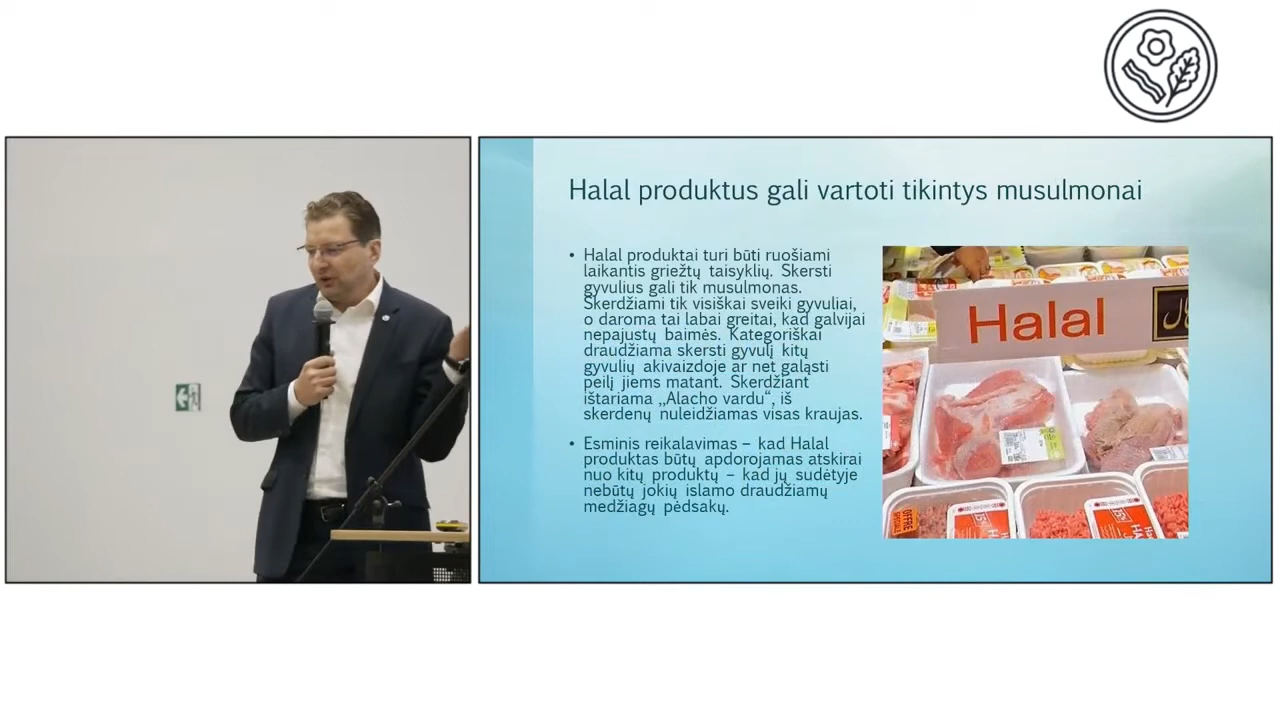 Halal produktus gali vartoti tikintys musulmonai
• Halal produktai turi būti ruošiami
laikantis griežtų taisyklių. Skersti
gyvulius gali tik musulmonas.
Skerdžiami tik visiškai sveiki gyvuliai,
o daroma tai labai greitai, kad galvijai
nepajustų baimės. Kategoriškai
draudžiama skersti gyvulį kitų
gyvulių akivaizdoje ar net galąsti
peilį jiems matant. Skerdžiant
ištariama „Alacho vardu“, iš
skerdenų nuleidžiamas visas kraujas.
• Esminis reikalavimas – kad Halal
produktas būtų apdorojamas atskirai
nuo kitų produktų – kad jų sudėtyje
nebūtų jokių islamo draudžiamų
medžiagų pėdsakų.
Halal
OFFRE